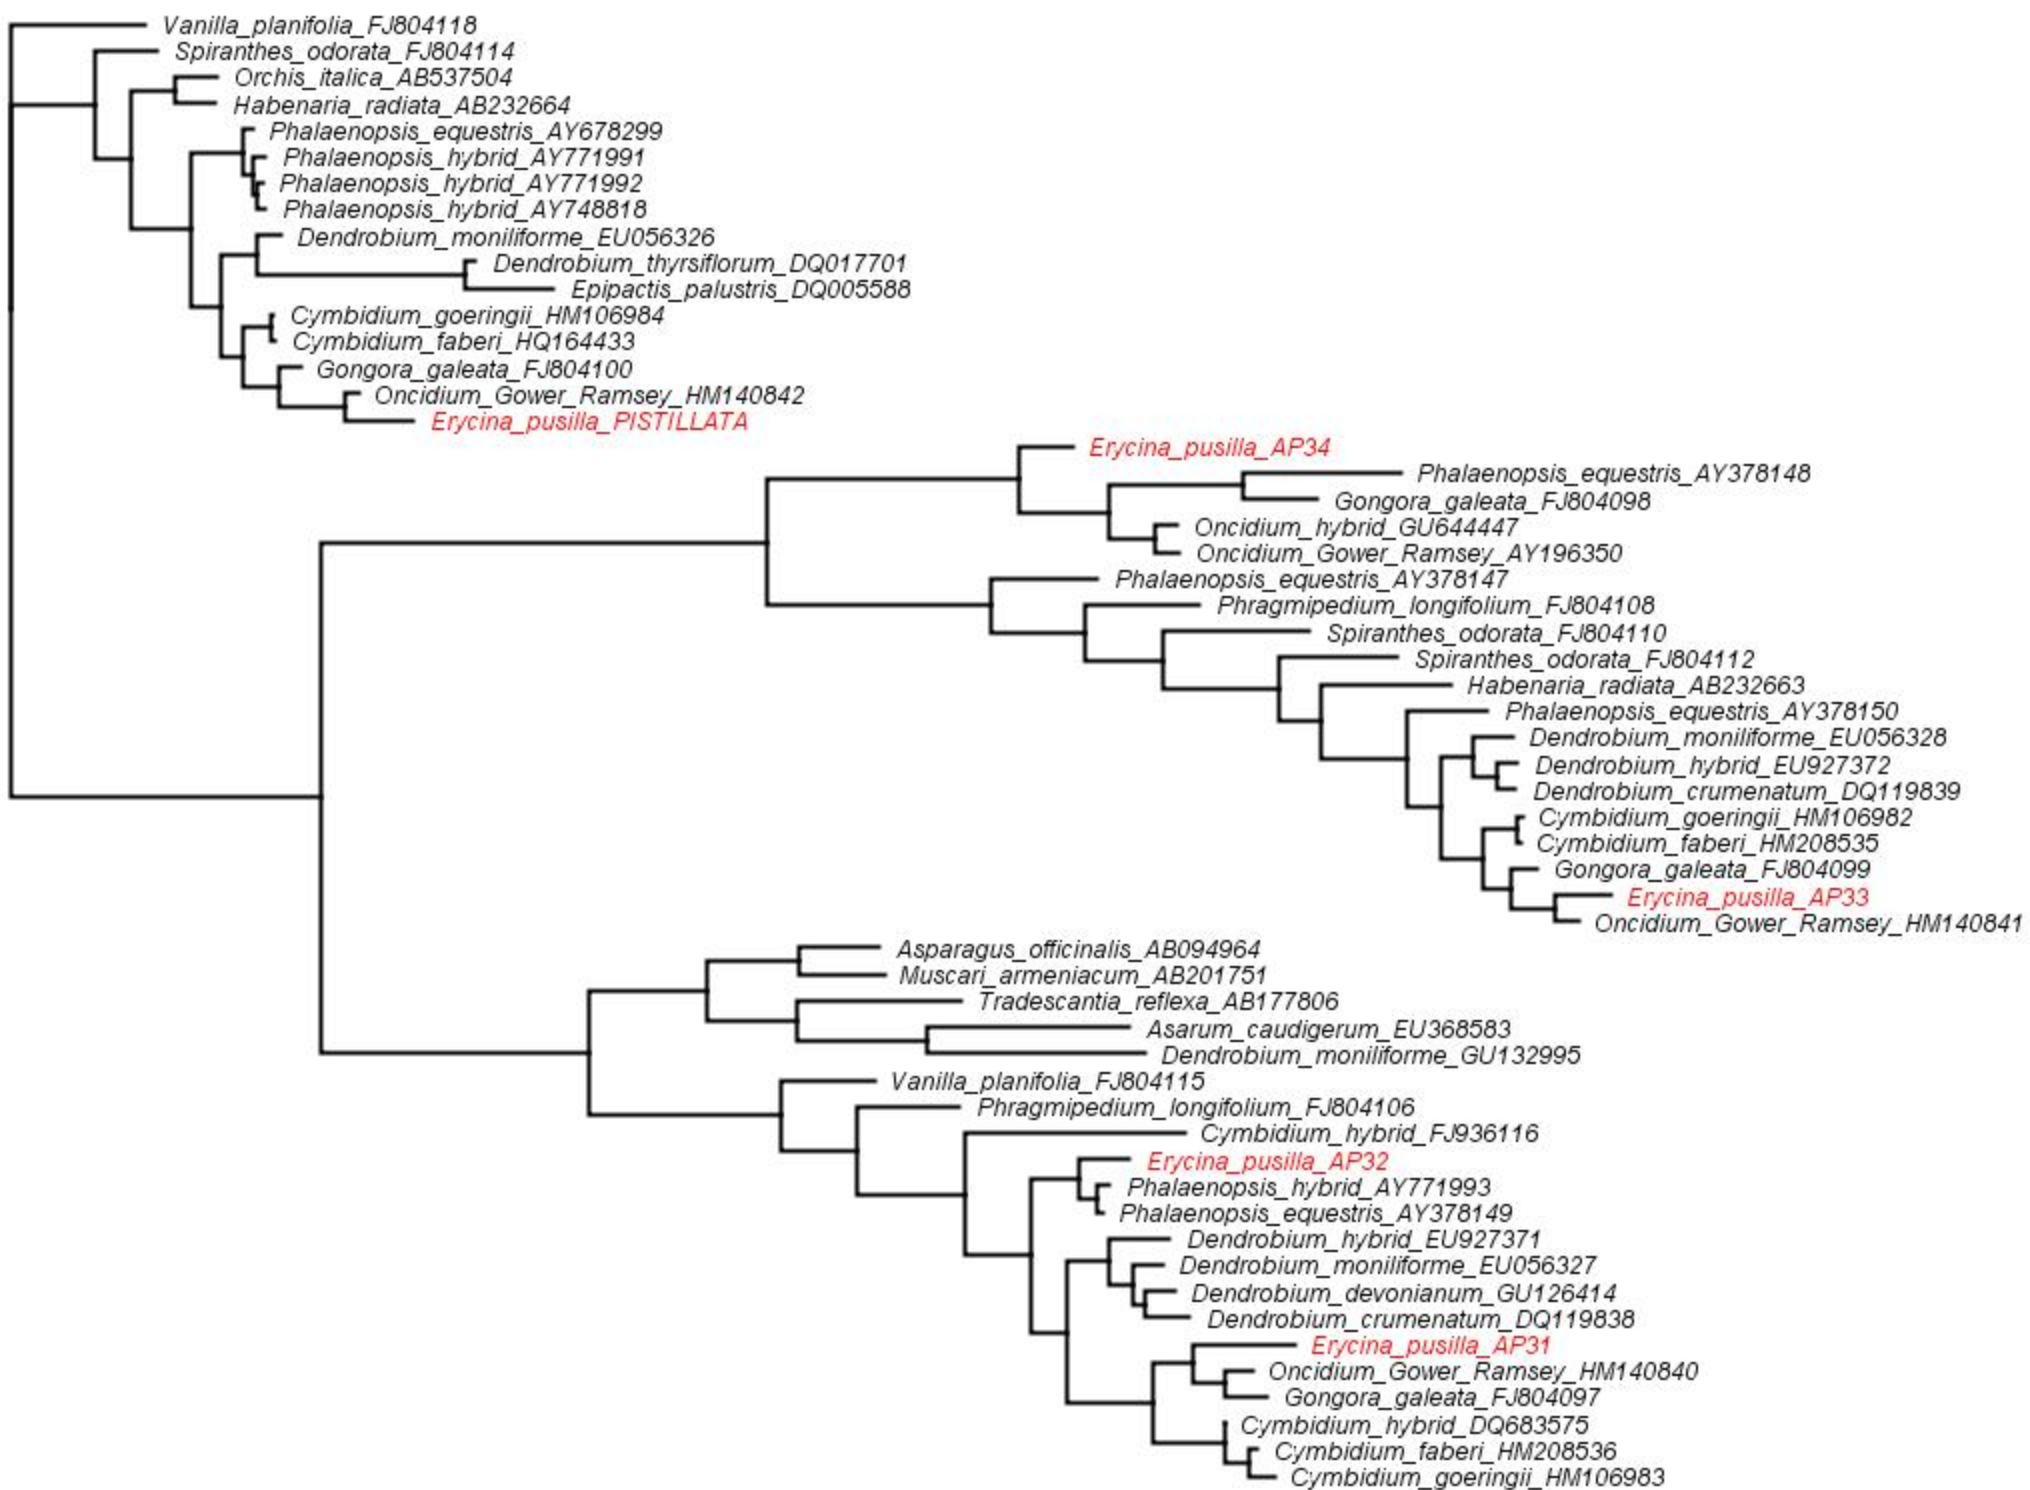 Vanilla_planifolia_FJ804118
Spiranthes_odorata_FJ804114
Orchis_italica_AB537504
Habenaria_radiata_AB232664
Phalaenopsis_equestris_AY678299
Phalaenopsis_hybrid_AY771991
Phalaenopsis_hybrid_AY771992
Phalaenopsis_hybrid_AY748818
Dendrobium_moniliforme_EU056326
Dendrobium_thyrsiflorum_DQ017701
Epipactis_palustris_DQ005588
Cymbidium_goeringii_HM106984
Cymbidium_faberi_HQ164433
Gongora_galeata_FJ804100
Oncidium_Gower_Ramsey_HM140842
Erycina_pusilla_PISTILLATA
Erycina_pusilla_AP34
Phalaenopsis_equestris_AY378148
Gongora_galeata_FJ804098
Oncidium_hybrid_GU644447
Oncidium_Gower_Ramsey_AY196350
Phalaenopsis_equestris_AY378147
Phragmipedium_longifolium_FJ804108
Spiranthes_odorata_FJ804110
Spiranthes_odorata_FJ804112
Habenaria_radiata_AB232663
Phalaenopsis_equestris_AY378150
Dendrobium_moniliforme_EU056328
Dendrobium_hybrid_EU927372
Dendrobium_crumenatum_DQ119839
Cymbidium_goeringii_HM106982
Cymbidium_faberi_HM208535
Gongora_galeata_FJ804099
Erycina_pusilla_AP33
Oncidium_Gower_Ramsey_HM140841
Asparagus_officinalis_AB094964
Muscari_armeniacum_AB201751
Tradescantia_reflexa_AB177806
Asarum_caudigerum_EU368583
Dendrobium_moniliforme_GU132995
Vanilla_planifolia_FJ804115
Phragmipedium_longifolium_FJ804106
Cymbidium_hybrid_FJ936116
Erycina_pusilla_AP32
Phalaenopsis_hybrid_AY771993
Phalaenopsis_equestris_AY378149
Dendrobium_hybrid_EU927371
Dendrobium_moniliforme_EU056327
Dendrobium_devonianum_GU126414
Dendrobium_crumenatum_DQ119838
Erycina_pusilla_AP31
Oncidium_Gower_Ramsey_HM140840
Gongora_galeata_FJ804097
Cymbidium_hybrid_DQ683575
Cymbidium_faberi_HM208536
Cymbidium_goeringii_HM106983